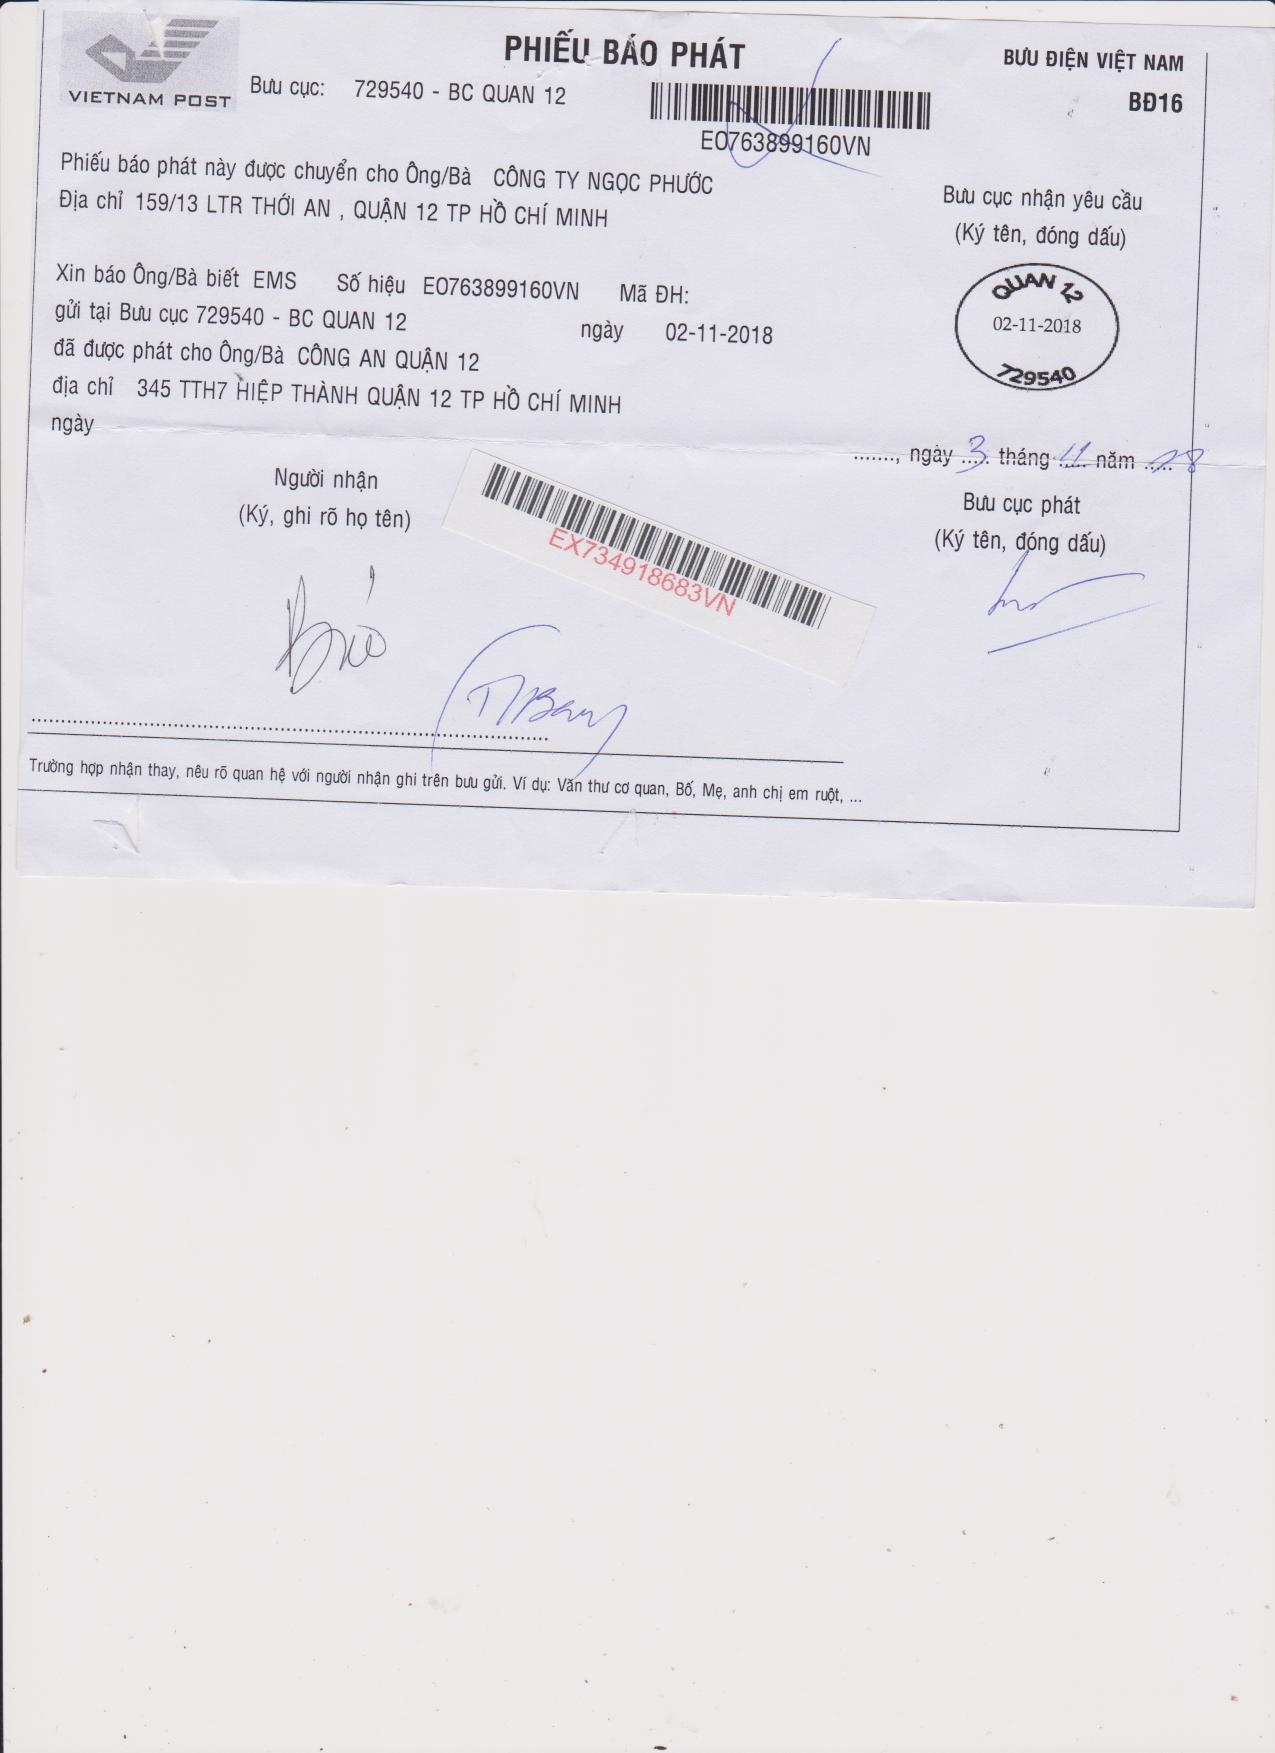 VIETNAM POST
PHIẾU BÁO PHÁT
BƯU ĐIỆN VIỆT NAM
BĐ16
Bưu cục: 729540 - BC QUAN 12
EO763899160VN
Phiếu báo phát này được chuyển cho Ông/Bà CÔNG TY NGỌC PHƯỚC
Địa chỉ 159/13 LTR THỚI AN , QUẬN 12 TP HỒ CHÍ MINH
Bưu cục nhận yêu cầu
(Ký tên, đóng dấu)
QUAN 12
02-11-2018
729540
Xin báo Ông/Bà biết EMS Số hiệu EO763899160VN Mã ĐH:
gửi tại Bưu cục 729540 - BC QUAN 12 ngày 02-11-2018
đã được phát cho Ông/Bà CÔNG AN QUẬN 12
địa chỉ 345 TTH7 HIỆP THÀNH QUẬN 12 TP HỒ CHÍ MINH
ngày
......., ngày 3 tháng 11 năm 18
Người nhận
(Ký, ghi rõ họ tên)
EX734918683VN
Bưu cục phát
(Ký tên, đóng dấu)
Trường hợp nhận thay, nêu rõ quan hệ với người nhận ghi trên bưu gửi. Ví dụ: Văn thư cơ quan, Bố, Mẹ, anh chị em ruột, ...